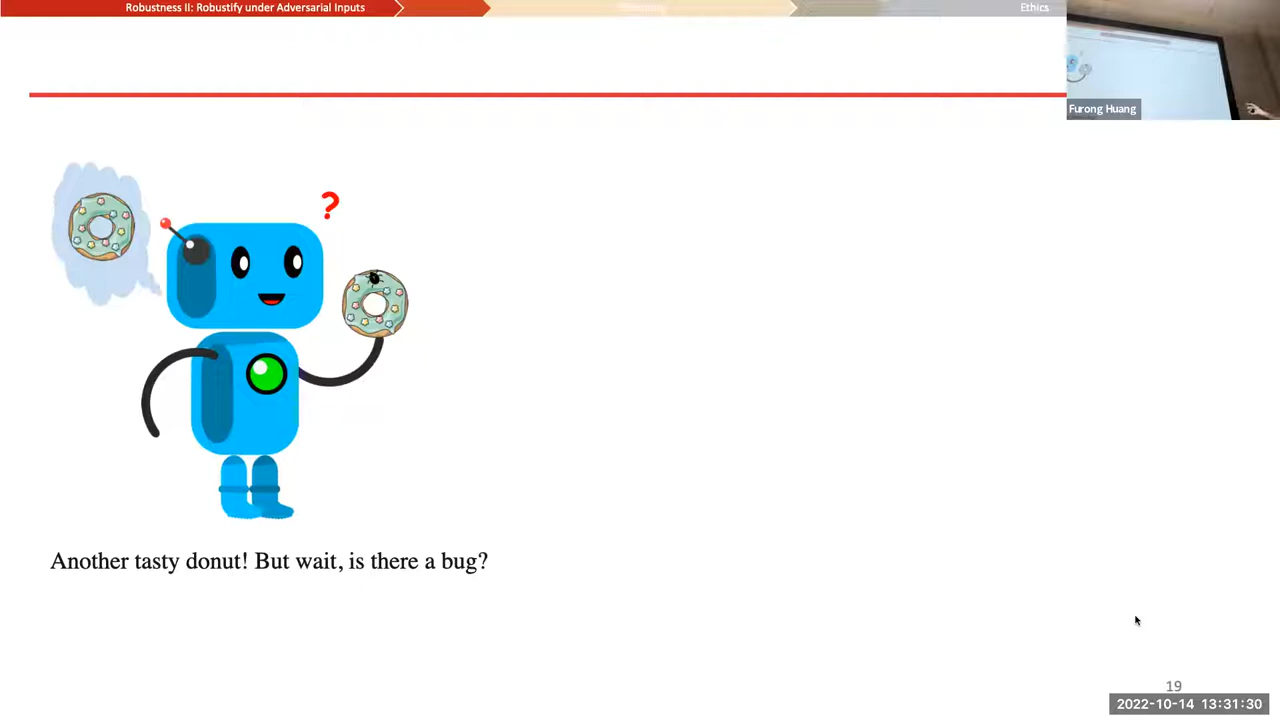 Robustness II: Robustify under Adversarial Inputs
Ethics
Furong Huang
?
Another tasty donut! But wait, is there a bug?
19
2022-10-14 13:31:30